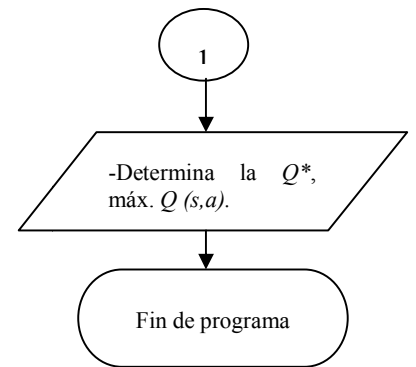 1
-Determina la Q*,
máx. Q (s,a).
Fin de programa